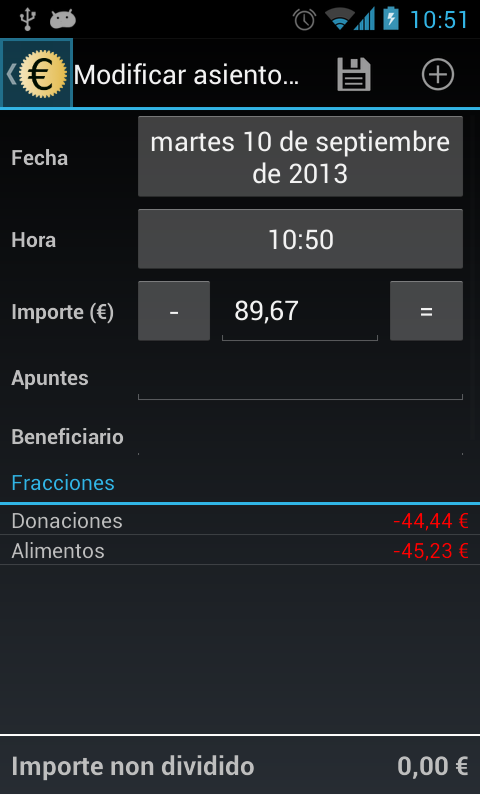 10:51
€ Modificar asiento...
Fecha
martes 10 de septiembre
de 2013
Hora
10:50
Importe (€) - 89,67 =
Apuntes
Beneficiario
Fracciones
Donaciones -44,44 €
Alimentos -45,23 €
Importe non dividido 0,00 €